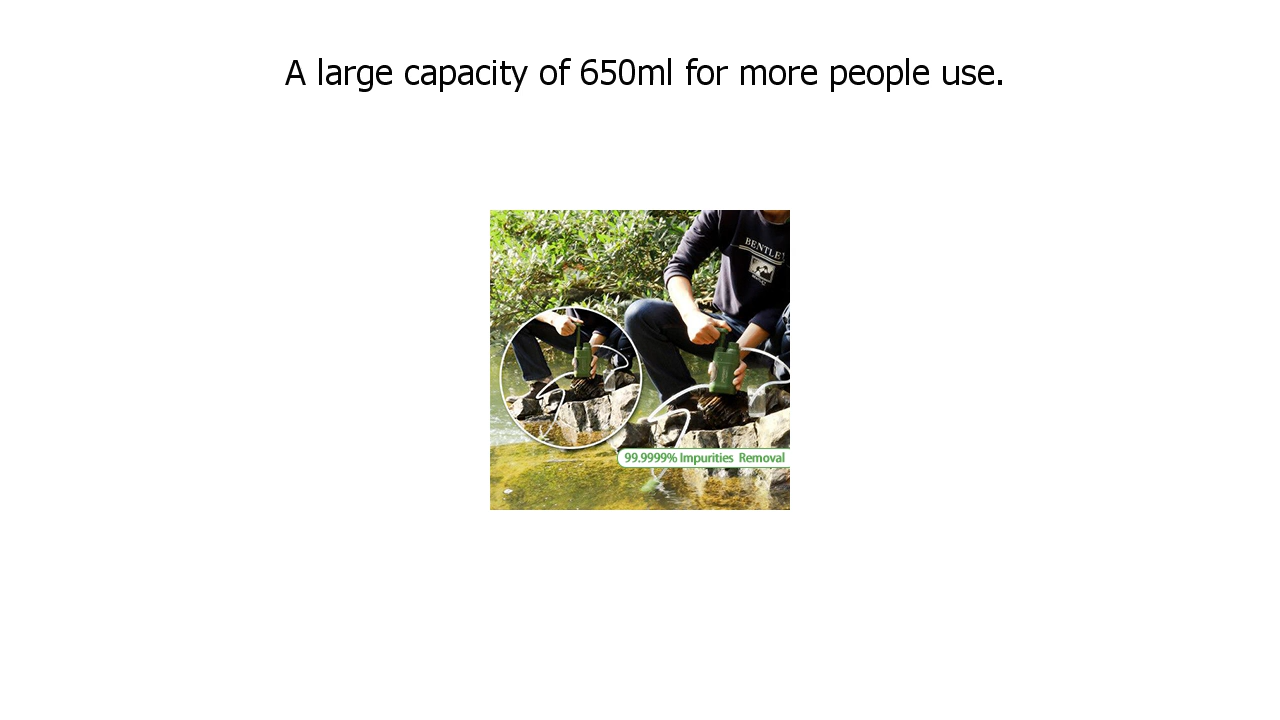 A large capacity of 650ml for more people use.
BENTLEY
99.9999% Impurities Removal